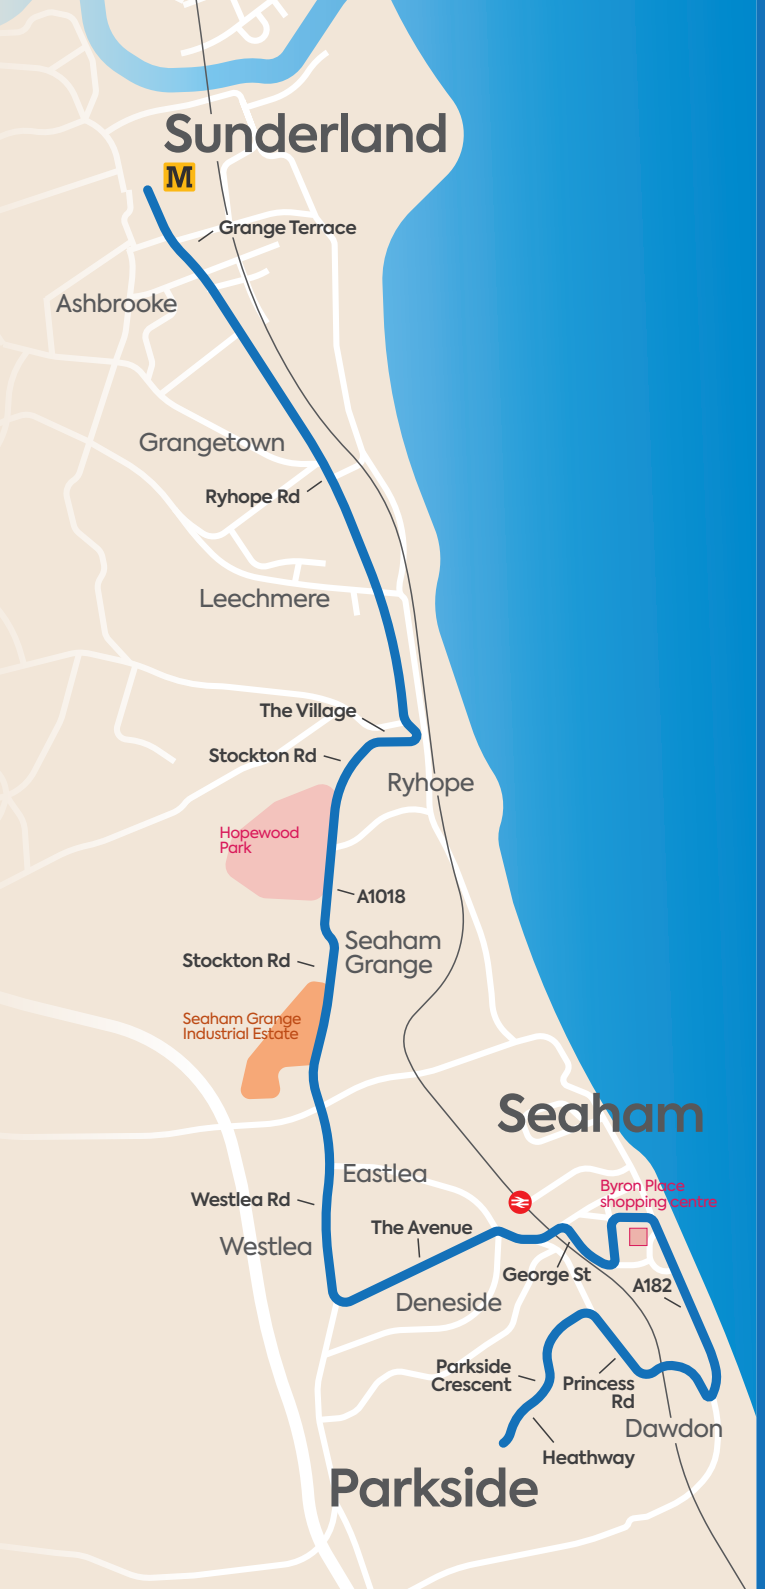 Sunderland
M
Grange Terrace
Ashbrooke
Grangetown
Ryhope Rd
Leechmere
The Village
Stockton Rd
Ryhope
Hopewood
Park
A1018
Seaham
Grange
Stockton Rd
Seaham Grange
Industrial Estate
Seaham
Eastlea
Byron Place
shopping centre
Westlea Rd
The Avenue
Westlea
George St
A182
Deneside
Parkside
Crescent
Princess
Rd
Dawdon
Heathway
Parkside